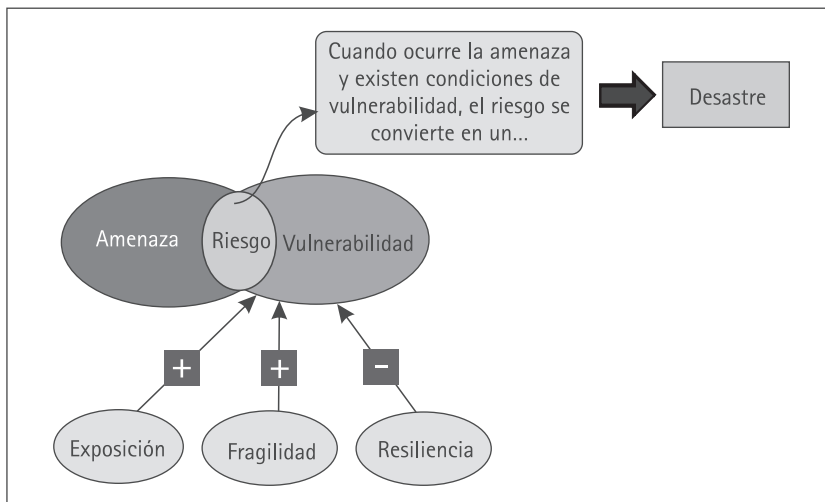 Cuando ocurre la amenaza
y existen condiciones de
vulnerabilidad, el riesgo se
convierte en un...
Desastre
Amenaza
Riesgo
Vulnerabilidad
+
+
-
Exposición
Fragilidad
Resiliencia